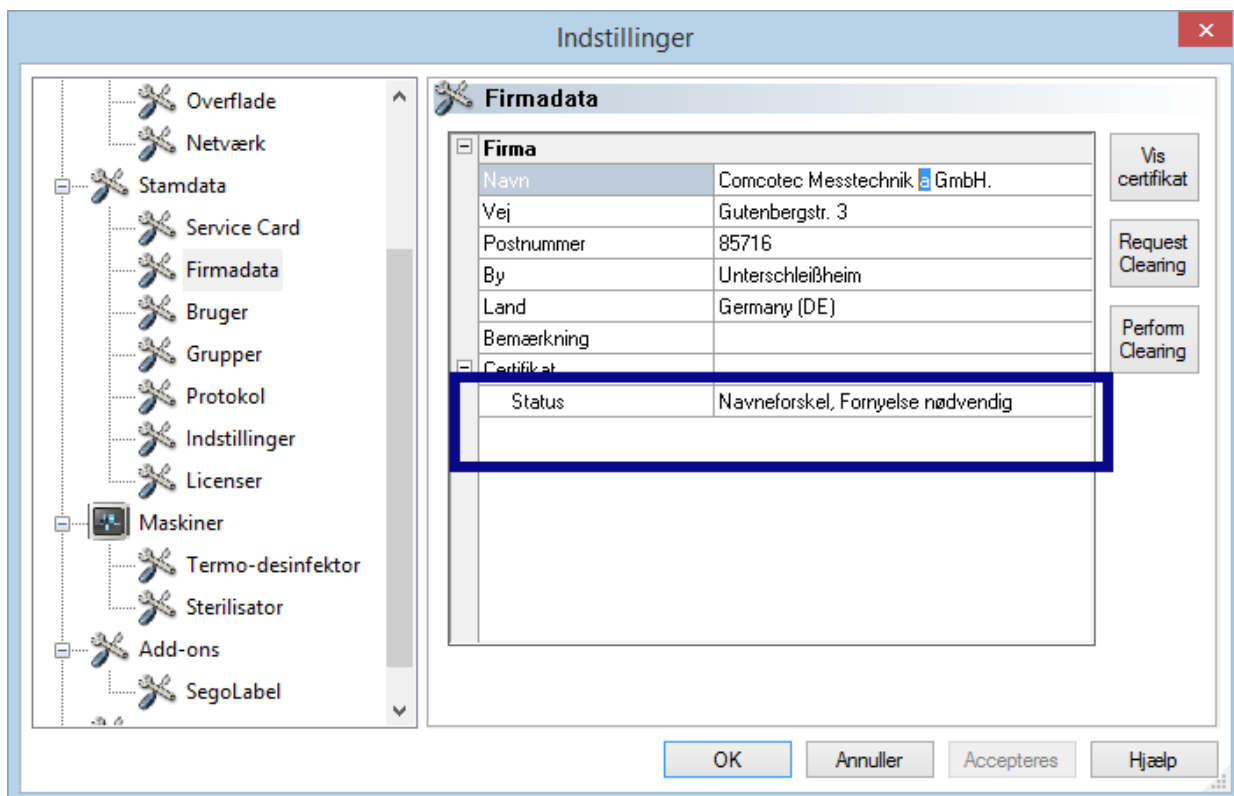 Indstillinger
Overflade
Netværk
Stamdata
Service Card
Firmadata
Bruger
Grupper
Protokol
Indstillinger
Licenser
Maskiner
Termo-desinfektor
Sterilisator
Add-ons
SegoLabel
Firmadata
Firma
Navn Comcotec Messtechnik a GmbH.
Vej Gutenbergstr. 3
Postnummer 85716
By Unterschleißheim
Land Germany (DE)
Bemærkning
Certifikat
Status Navneforskel, Fornyelse nødvendig
Vis
certifikat
Request
Clearing
Perform
Clearing
OK Annuller Accepteres Hjælp